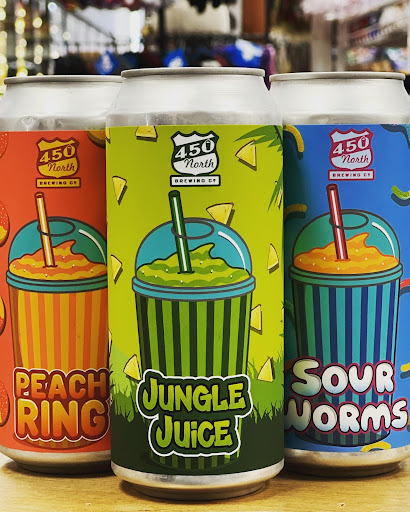 450
North
BREWING CO
PEACH
RING
450
North
BREWING CO
JUNGLE
JUICE
450
North
BREWING CO
SOUR
WORMS